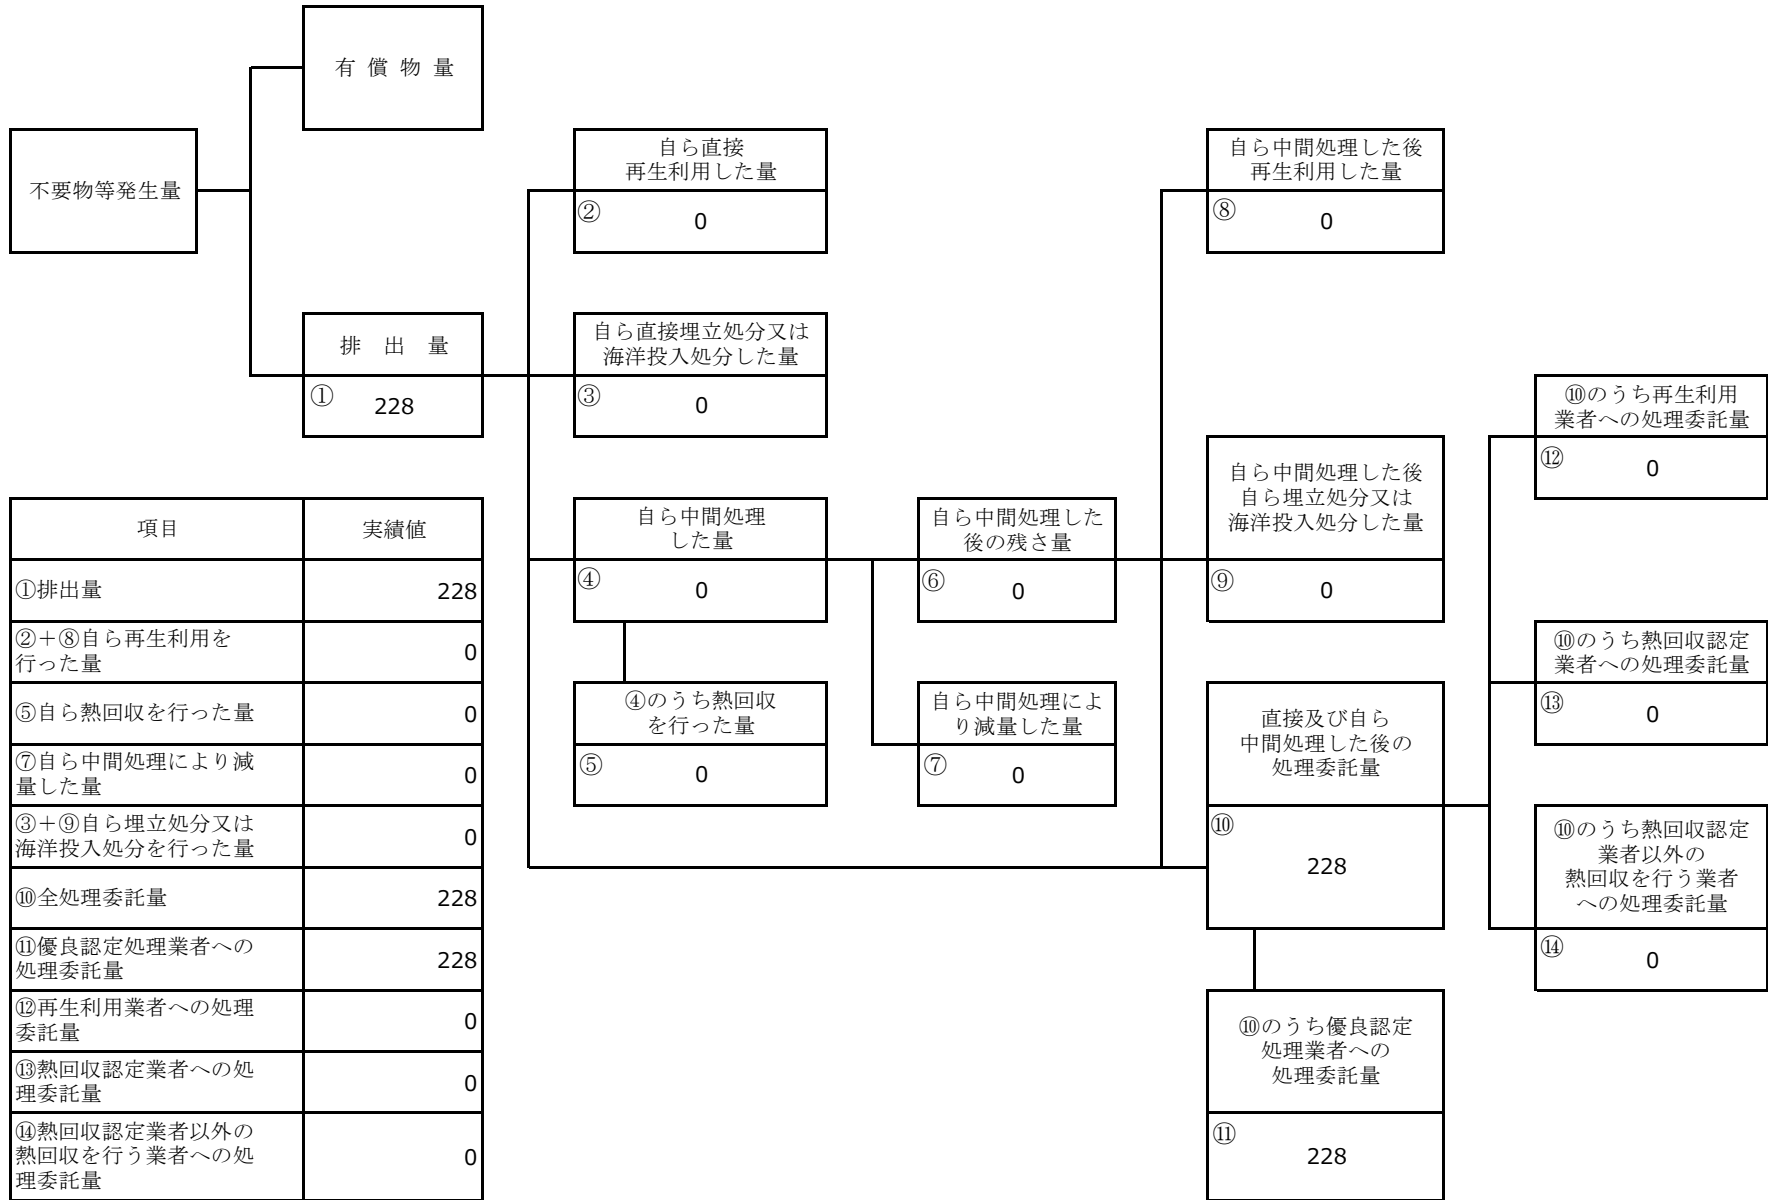 有 償 物 量
不要物等発生量
自ら直接
再生利用した量
② 0
自ら中間処理した後
再生利用した量
⑧ 0
排 出 量
① 228
自ら直接埋立処分又は
海洋投入処分した量
③ 0
⑩のうち再生利用
業者への処理委託量
⑫ 0
自ら中間処理
した量
④ 0
自ら中間処理した
後の残さ量
⑥ 0
自ら中間処理した後
自ら埋立処分又は
海洋投入処分した量
⑨ 0
⑩のうち熱回収認定
業者への処理委託量
⑬ 0
④のうち熱回収
を行った量
⑤ 0
自ら中間処理によ
り減量した量
⑦ 0
直接及び自ら
中間処理した後の
処理委託量
⑩
228
⑩のうち熱回収認定
業者以外の
熱回収を行う業者
への処理委託量
⑭ 0
⑩のうち優良認定
処理業者への
処理委託量
⑪
228
項目 実績値
①排出量 228
②+⑧自ら再生利用を
行った量 0
⑤自ら熱回収を行った量 0
⑦自ら中間処理により減
量した量 0
③+⑨自ら埋立処分又は
海洋投入処分を行った量 0
⑩全処理委託量 228
⑪優良認定処理業者への
処理委託量 228
⑫再生利用業者への処理
委託量 0
⑬熱回収認定業者への処
理委託量 0
⑭熱回収認定業者以外の
熱回収を行う業者への処
理委託量 0